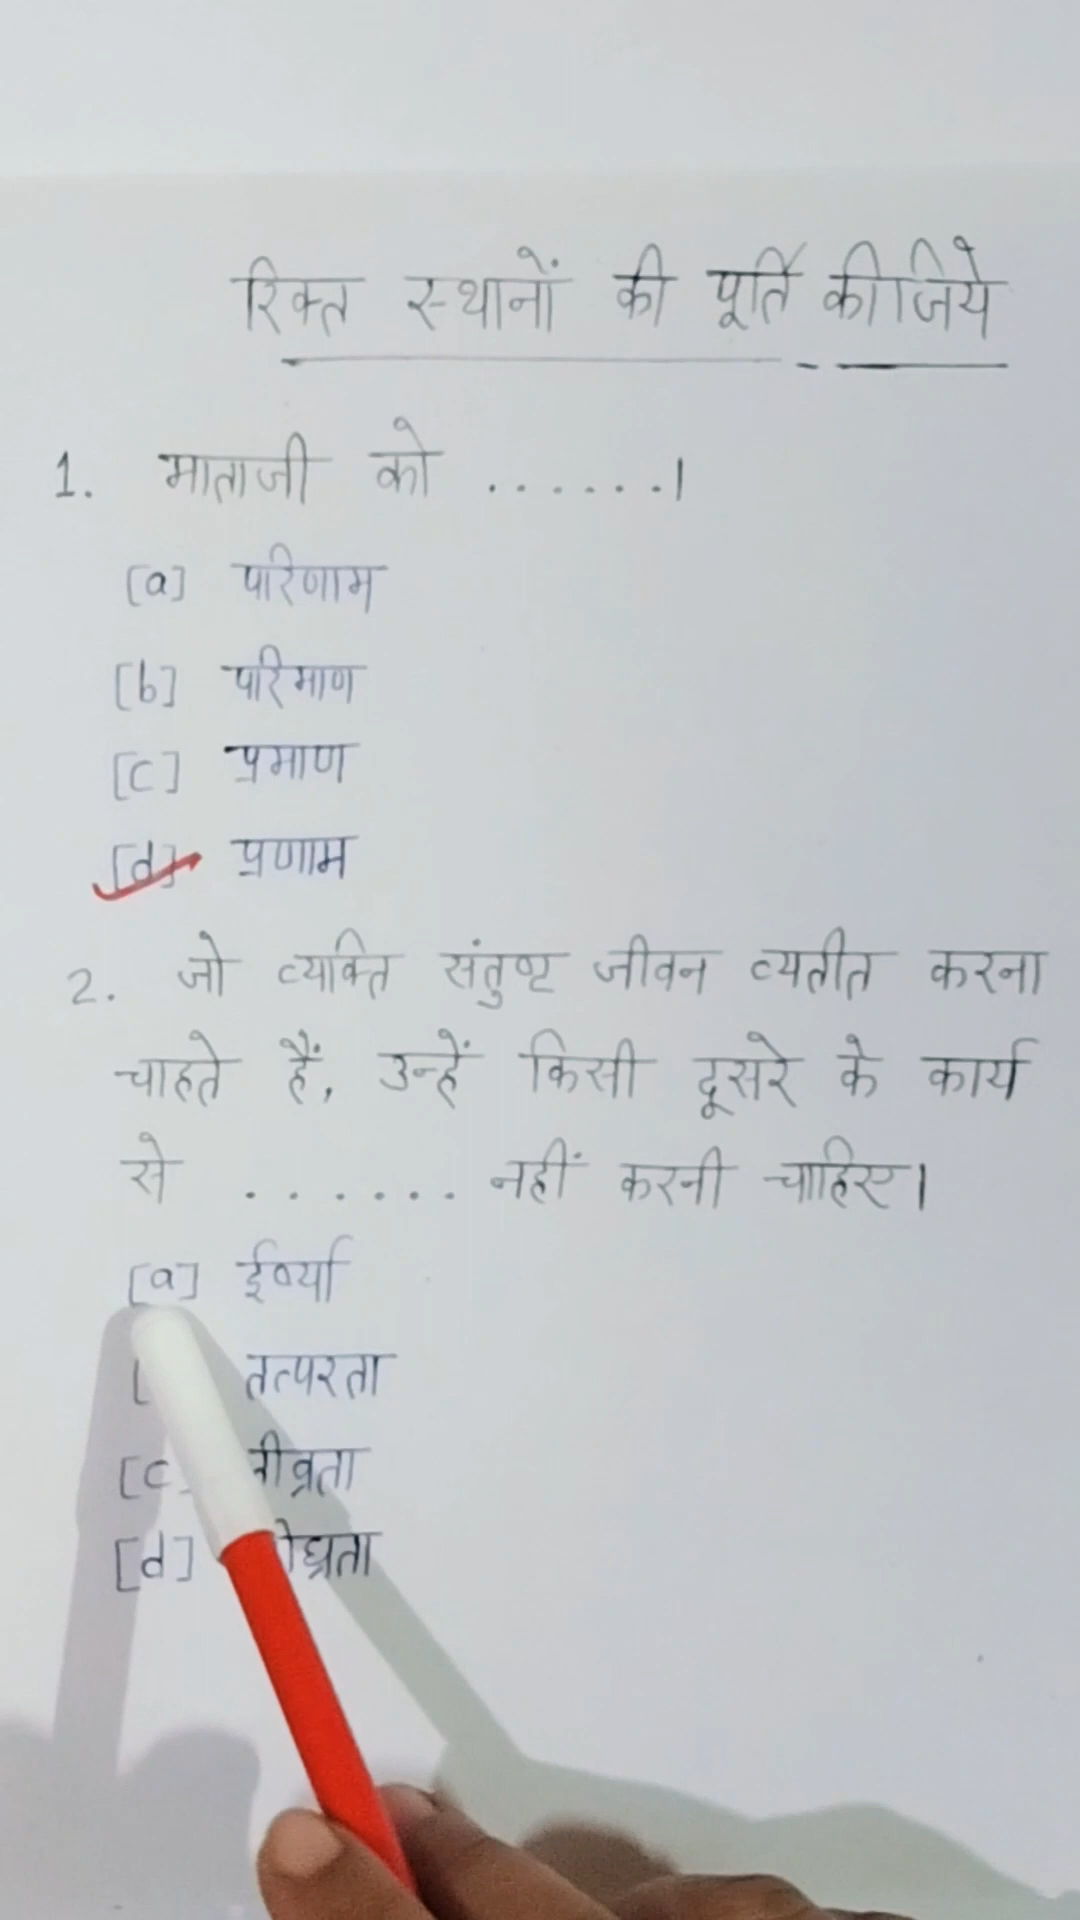 रिक्त स्थानों की पूर्ति कीजिये
1. माताजी को .......।
[a] परिणाम
[b] परिमाण
[c] प्रमाण
[d] प्रणाम
2. जो व्यक्ति संतुष्ट जीवन व्यतीत करना
चाहते हैं, उन्हें किसी दूसरे के कार्य
से ...... नहीं करनी चाहिए।
[a] ईर्ष्या
तत्परता
[c]
[d]